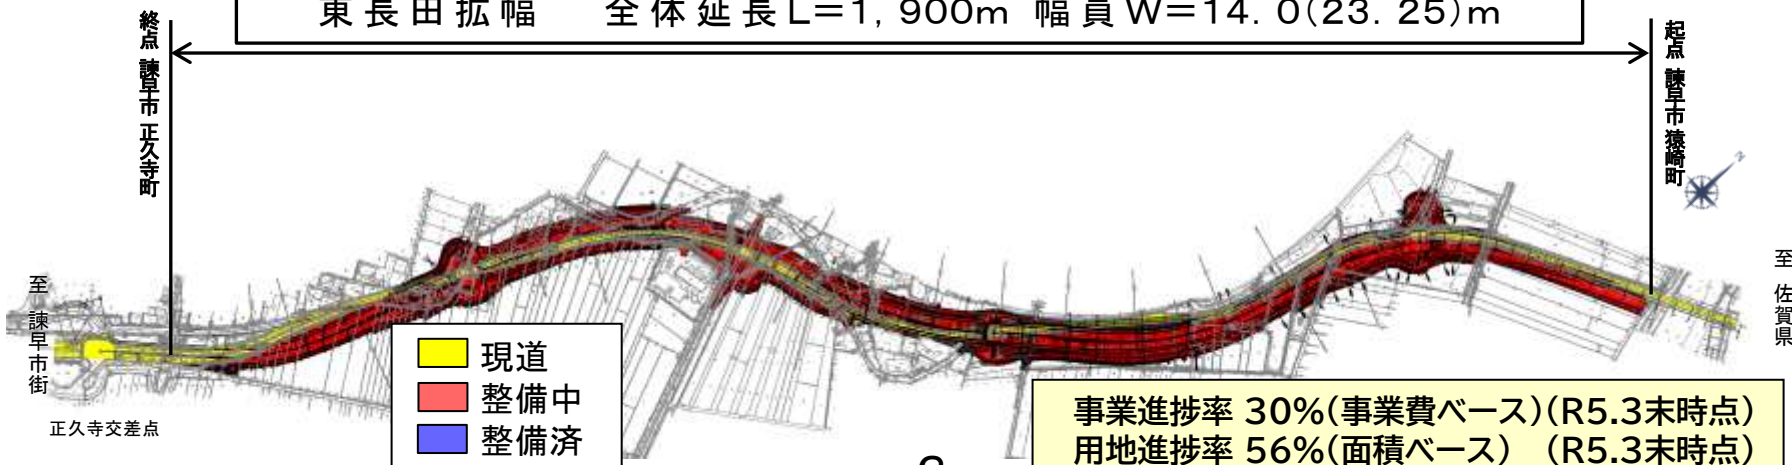 東長田拡幅　全体延長L＝1，900m 幅員W＝14．0(23．25)m
終点 諫早市 正久寺町
起点 諫早市 猿崎町
至 諫早市街
至 佐賀県
正久寺交差点
現道
整備中
整備済
事業進捗率 30%(事業費ベース)(R5.3末時点)
用地進捗率 56%(面積ベース) (R5.3末時点)